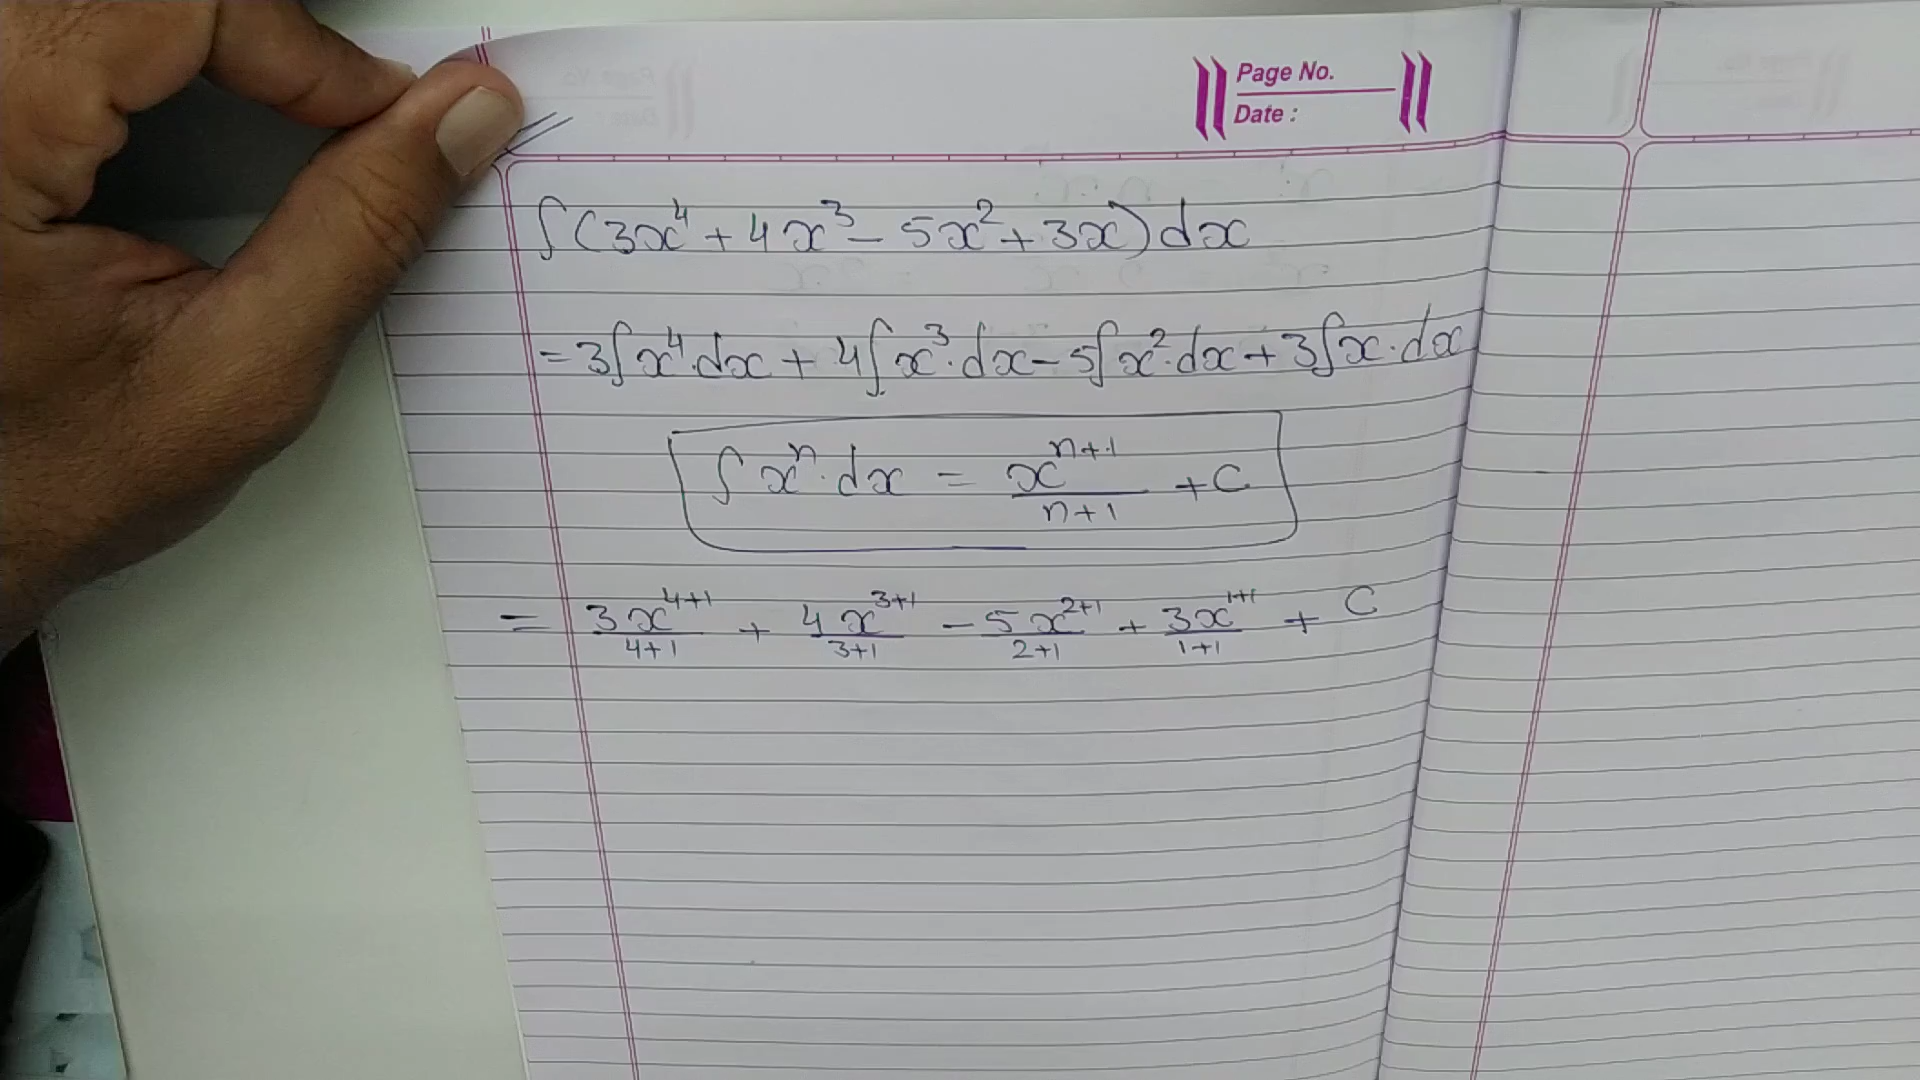 Page No.
Date :
∫(3x⁴ + 4x³ - 5x² + 3x) dx
= 3∫x⁴.dx + 4∫x³.dx - 5∫x².dx + 3∫x.dx
∫xⁿ.dx = xⁿ⁺¹/n+1 + C
= 3x⁴⁺¹/4+1 + 4x³⁺¹/3+1 - 5x²⁺¹/2+1 + 3x¹⁺¹/1+1 + C